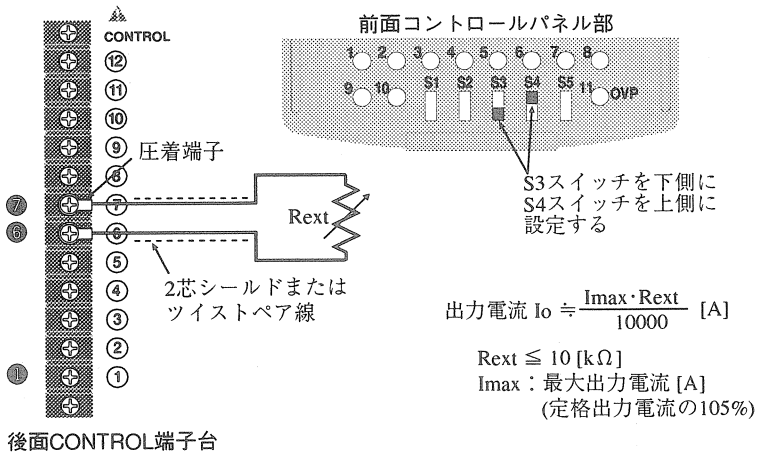 前面コントロールパネル部
1 2 3 4 5 6 7 8
9 10 S1 S2 S3 S4 S5 11 OVP
S3スイッチを下側に
S4スイッチを上側に
設定する
CONTROL
⑫
⑪
⑩
⑨
⑧
⑦
⑥
⑤
④
③
②
①
❼
❻
❶
圧着端子
Rext
2芯シールドまたは
ツイストペア線
出力電流 Io ≒ Imax・Rext / 10000 [A]
Rext ≦ 10 [kΩ]
Imax：最大出力電流 [A]
(定格出力電流の105%)
後面CONTROL端子台